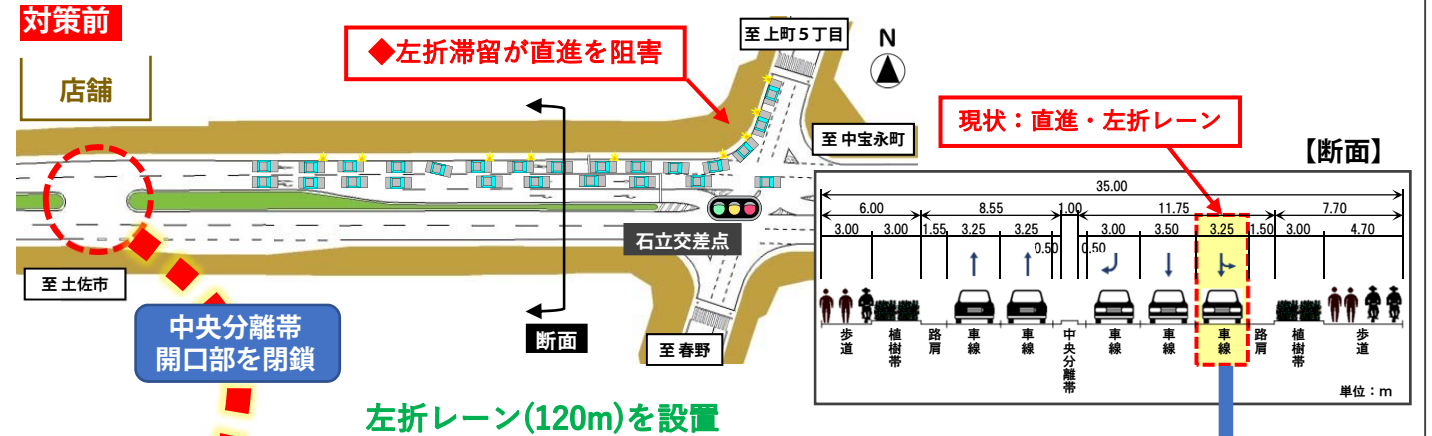 対策前
店舗
◆左折滞留が直進を阻害
至 上町５丁目
N
至 中宝永町
現状：直進・左折レーン
【断面】
35.00
6.00 8.55 1.00 11.75 7.70
3.00 3.00 1.55 3.25 3.25 0.50 0.50 3.00 3.50 3.25 1.50 3.00 4.70
歩道 植樹帯 路肩 車線 車線 中央分離帯 車線 車線 車線 路肩 植樹帯 歩道
単位：m
石立交差点
至 土佐市
中央分離帯
開口部を閉鎖
断面
至 春野
左折レーン(120m)を設置